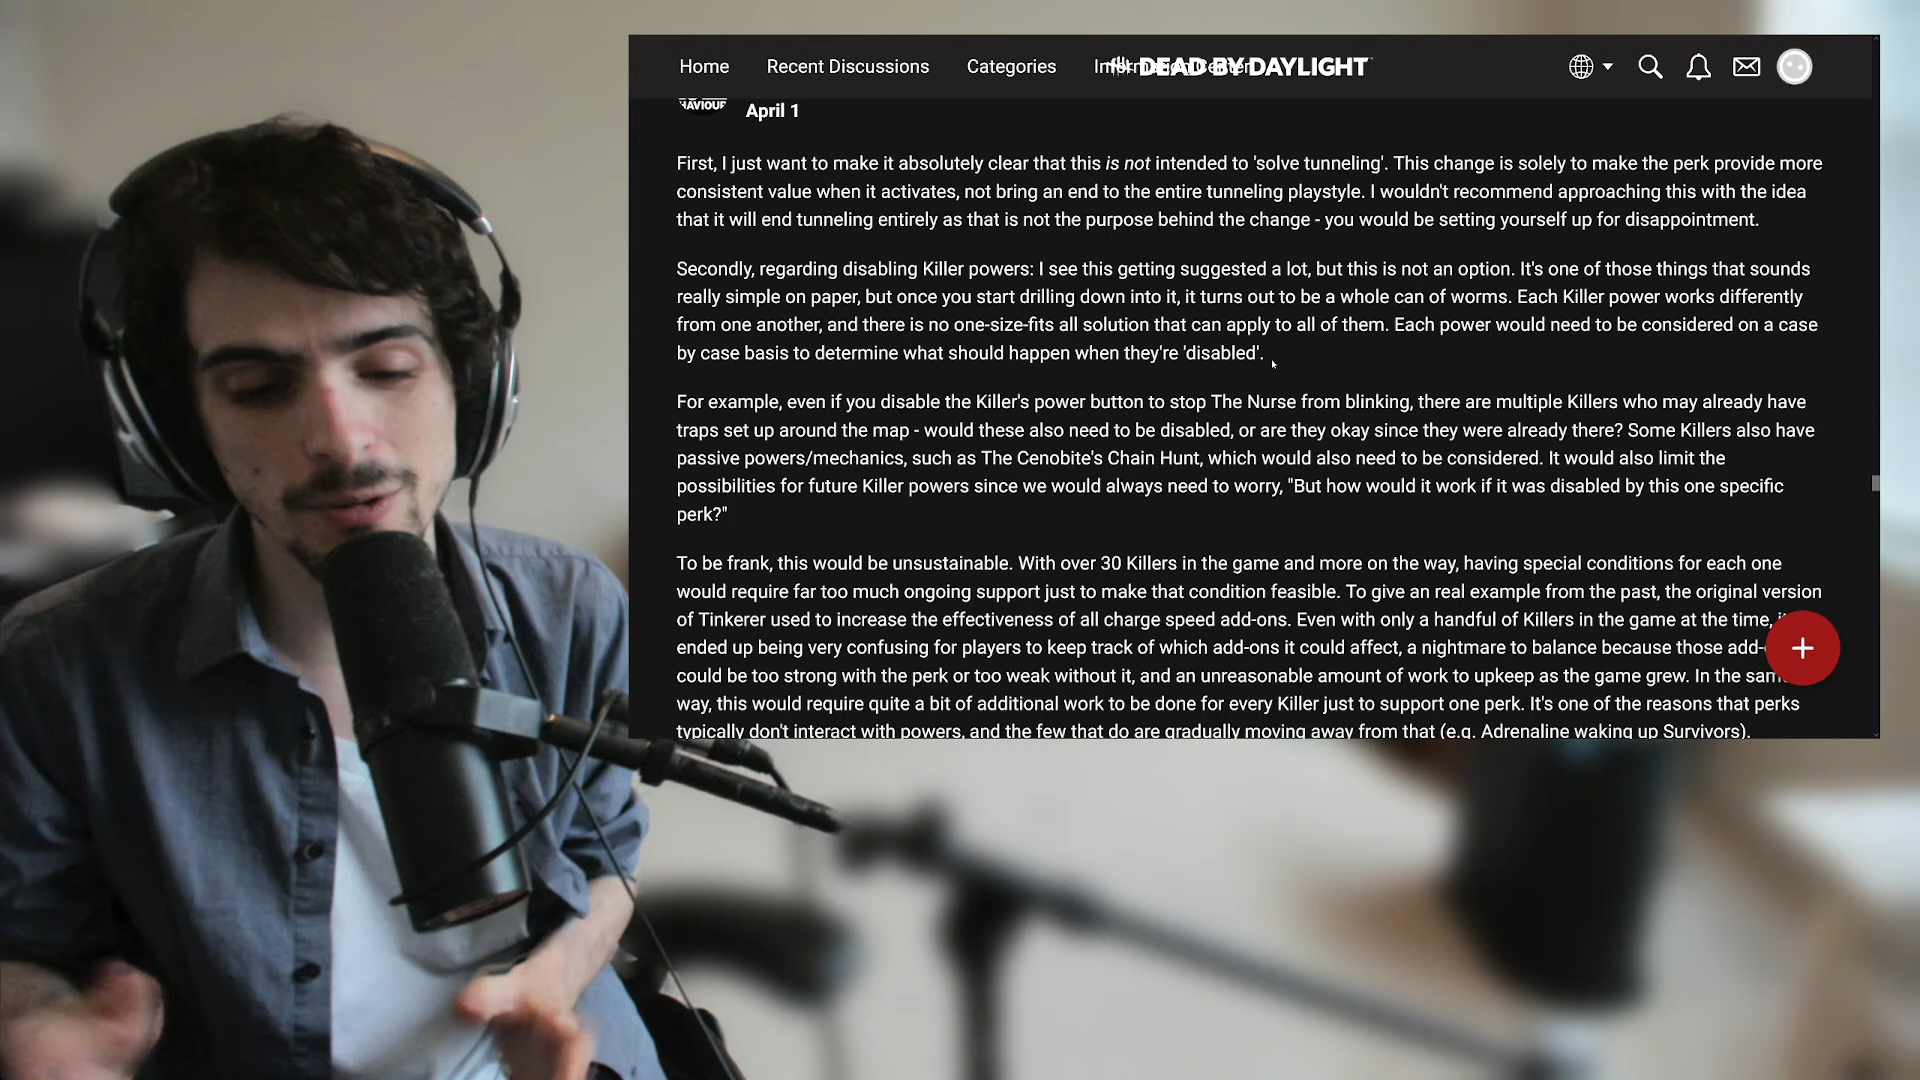 Home Recent Discussions Categories DEAD BY DAYLIGHT
April 1
First, I just want to make it absolutely clear that this is not intended to 'solve tunneling'. This change is solely to make the perk provide more
consistent value when it activates, not bring an end to the entire tunneling playstyle. I wouldn't recommend approaching this with the idea
that it will end tunneling entirely as that is not the purpose behind the change - you would be setting yourself up for disappointment.
Secondly, regarding disabling Killer powers: I see this getting suggested a lot, but this is not an option. It's one of those things that sounds
really simple on paper, but once you start drilling down into it, it turns out to be a whole can of worms. Each Killer power works differently
from one another, and there is no one-size-fits all solution that can apply to all of them. Each power would need to be considered on a case
by case basis to determine what should happen when they're 'disabled'.
For example, even if you disable the Killer's power button to stop The Nurse from blinking, there are multiple Killers who may already have
traps set up around the map - would these also need to be disabled, or are they okay since they were already there? Some Killers also have
passive powers/mechanics, such as The Cenobite's Chain Hunt, which would also need to be considered. It would also limit the
possibilities for future Killer powers since we would always need to worry, "But how would it work if it was disabled by this one specific
perk?"
To be frank, this would be unsustainable. With over 30 Killers in the game and more on the way, having special conditions for each one
would require far too much ongoing support just to make that condition feasible. To give an real example from the past, the original version
of Tinkerer used to increase the effectiveness of all charge speed add-ons. Even with only a handful of Killers in the game at the time,
ended up being very confusing for players to keep track of which add-ons it could affect, a nightmare to balance because those add-
could be too strong with the perk or too weak without it, and an unreasonable amount of work to upkeep as the game grew. In the
way, this would require quite a bit of additional work to be done for every Killer just to support one perk. It's one of the reasons that perks
typically don't interact with powers, and the few that do are gradually moving away from that (e.g. Adrenaline waking up Survivors).